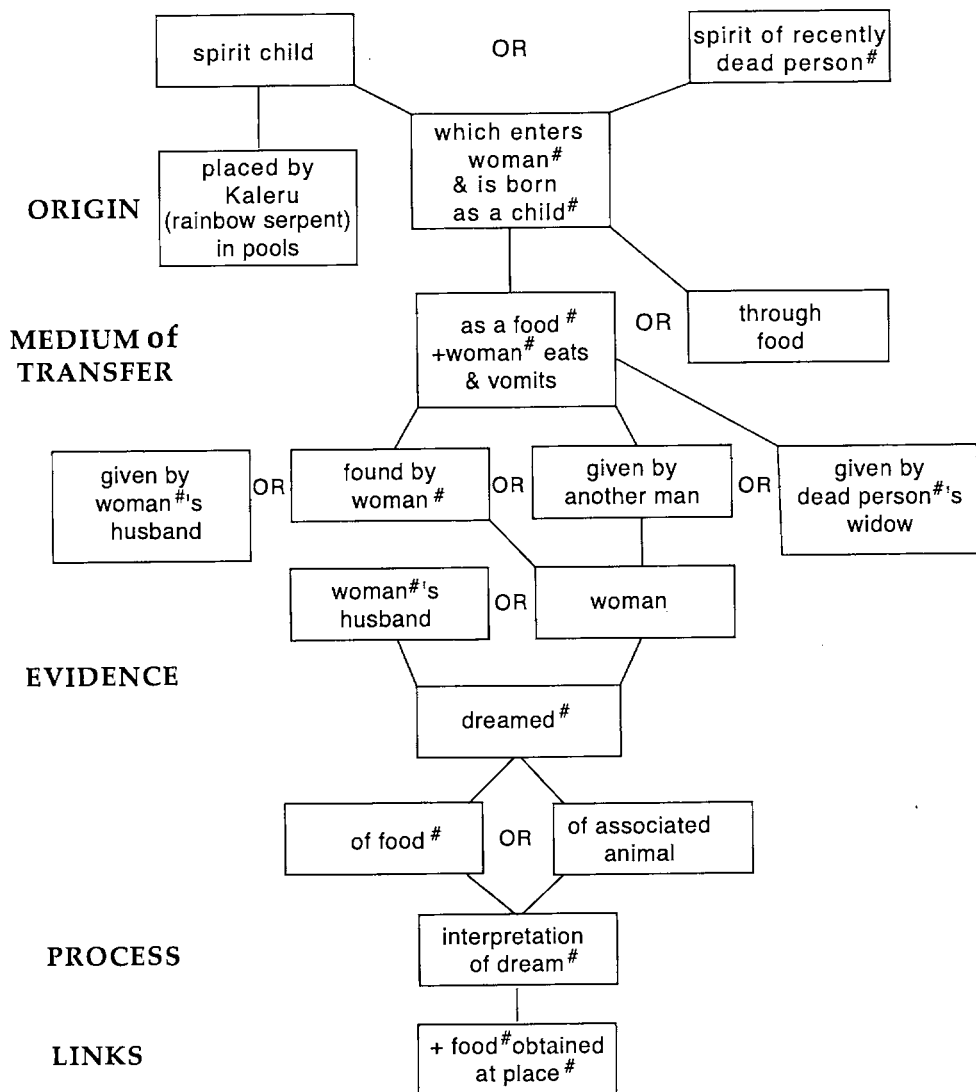 spirit child
OR
spirit of recently
dead person#
which enters
woman#
& is born
as a child#
placed by
Kaleru
(rainbow serpent)
in pools
ORIGIN
MEDIUM of
TRANSFER
as a food #
+woman# eats
& vomits
OR
through
food
given by
woman#'s
husband
OR
found by
woman #
OR
given by
another man
OR
given by
dead person#'s
widow
woman#'s
husband
OR
woman
EVIDENCE
dreamed #
of food #
OR
of associated
animal
PROCESS
interpretation
of dream#
LINKS
+ food#obtained
at place#